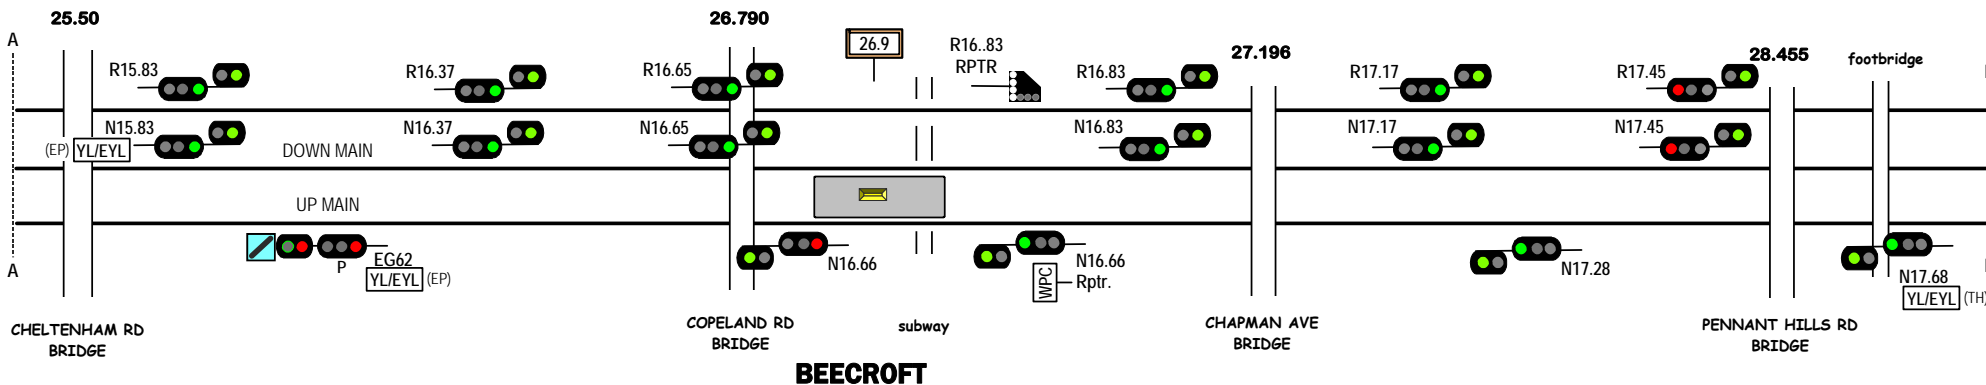 25.50
26.790
26.9
R16..83
RPTR
27.196
28.455
footbridge
A
R15.83
R16.37
R16.65
R16.83
R17.17
R17.45
N15.83
N16.37
N16.65
N16.83
N17.17
N17.45
(EP) YL/EYL
DOWN MAIN
UP MAIN
A
P
EG62
YL/EYL (EP)
N16.66
N16.66
WPC
Rptr.
N17.28
N17.68
YL/EYL (TH)
CHELTENHAM RD
BRIDGE
COPELAND RD
BRIDGE
subway
CHAPMAN AVE
BRIDGE
PENNANT HILLS RD
BRIDGE
BEECROFT